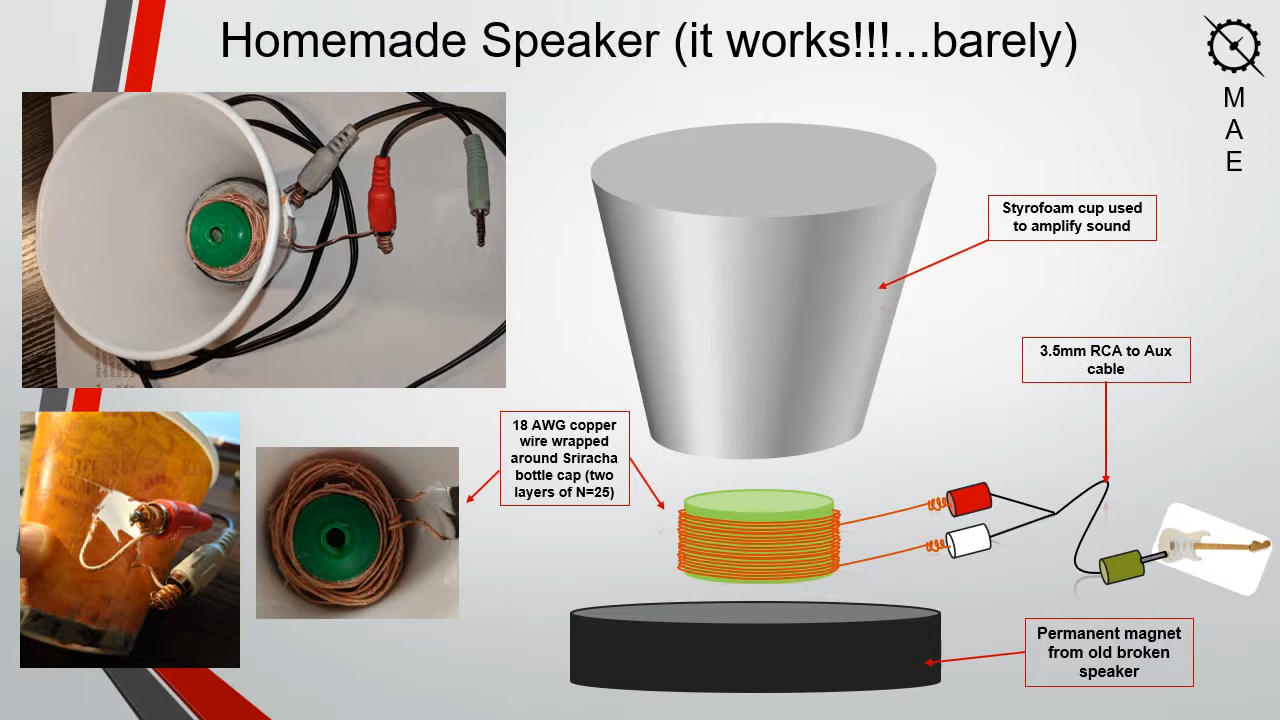 Homemade Speaker (it works!!!...barely)
M
A
E
Styrofoam cup used
to amplify sound
3.5mm RCA to Aux
cable
18 AWG copper
wire wrapped
around Sriracha
bottle cap (two
layers of N=25)
Permanent magnet
from old broken
speaker